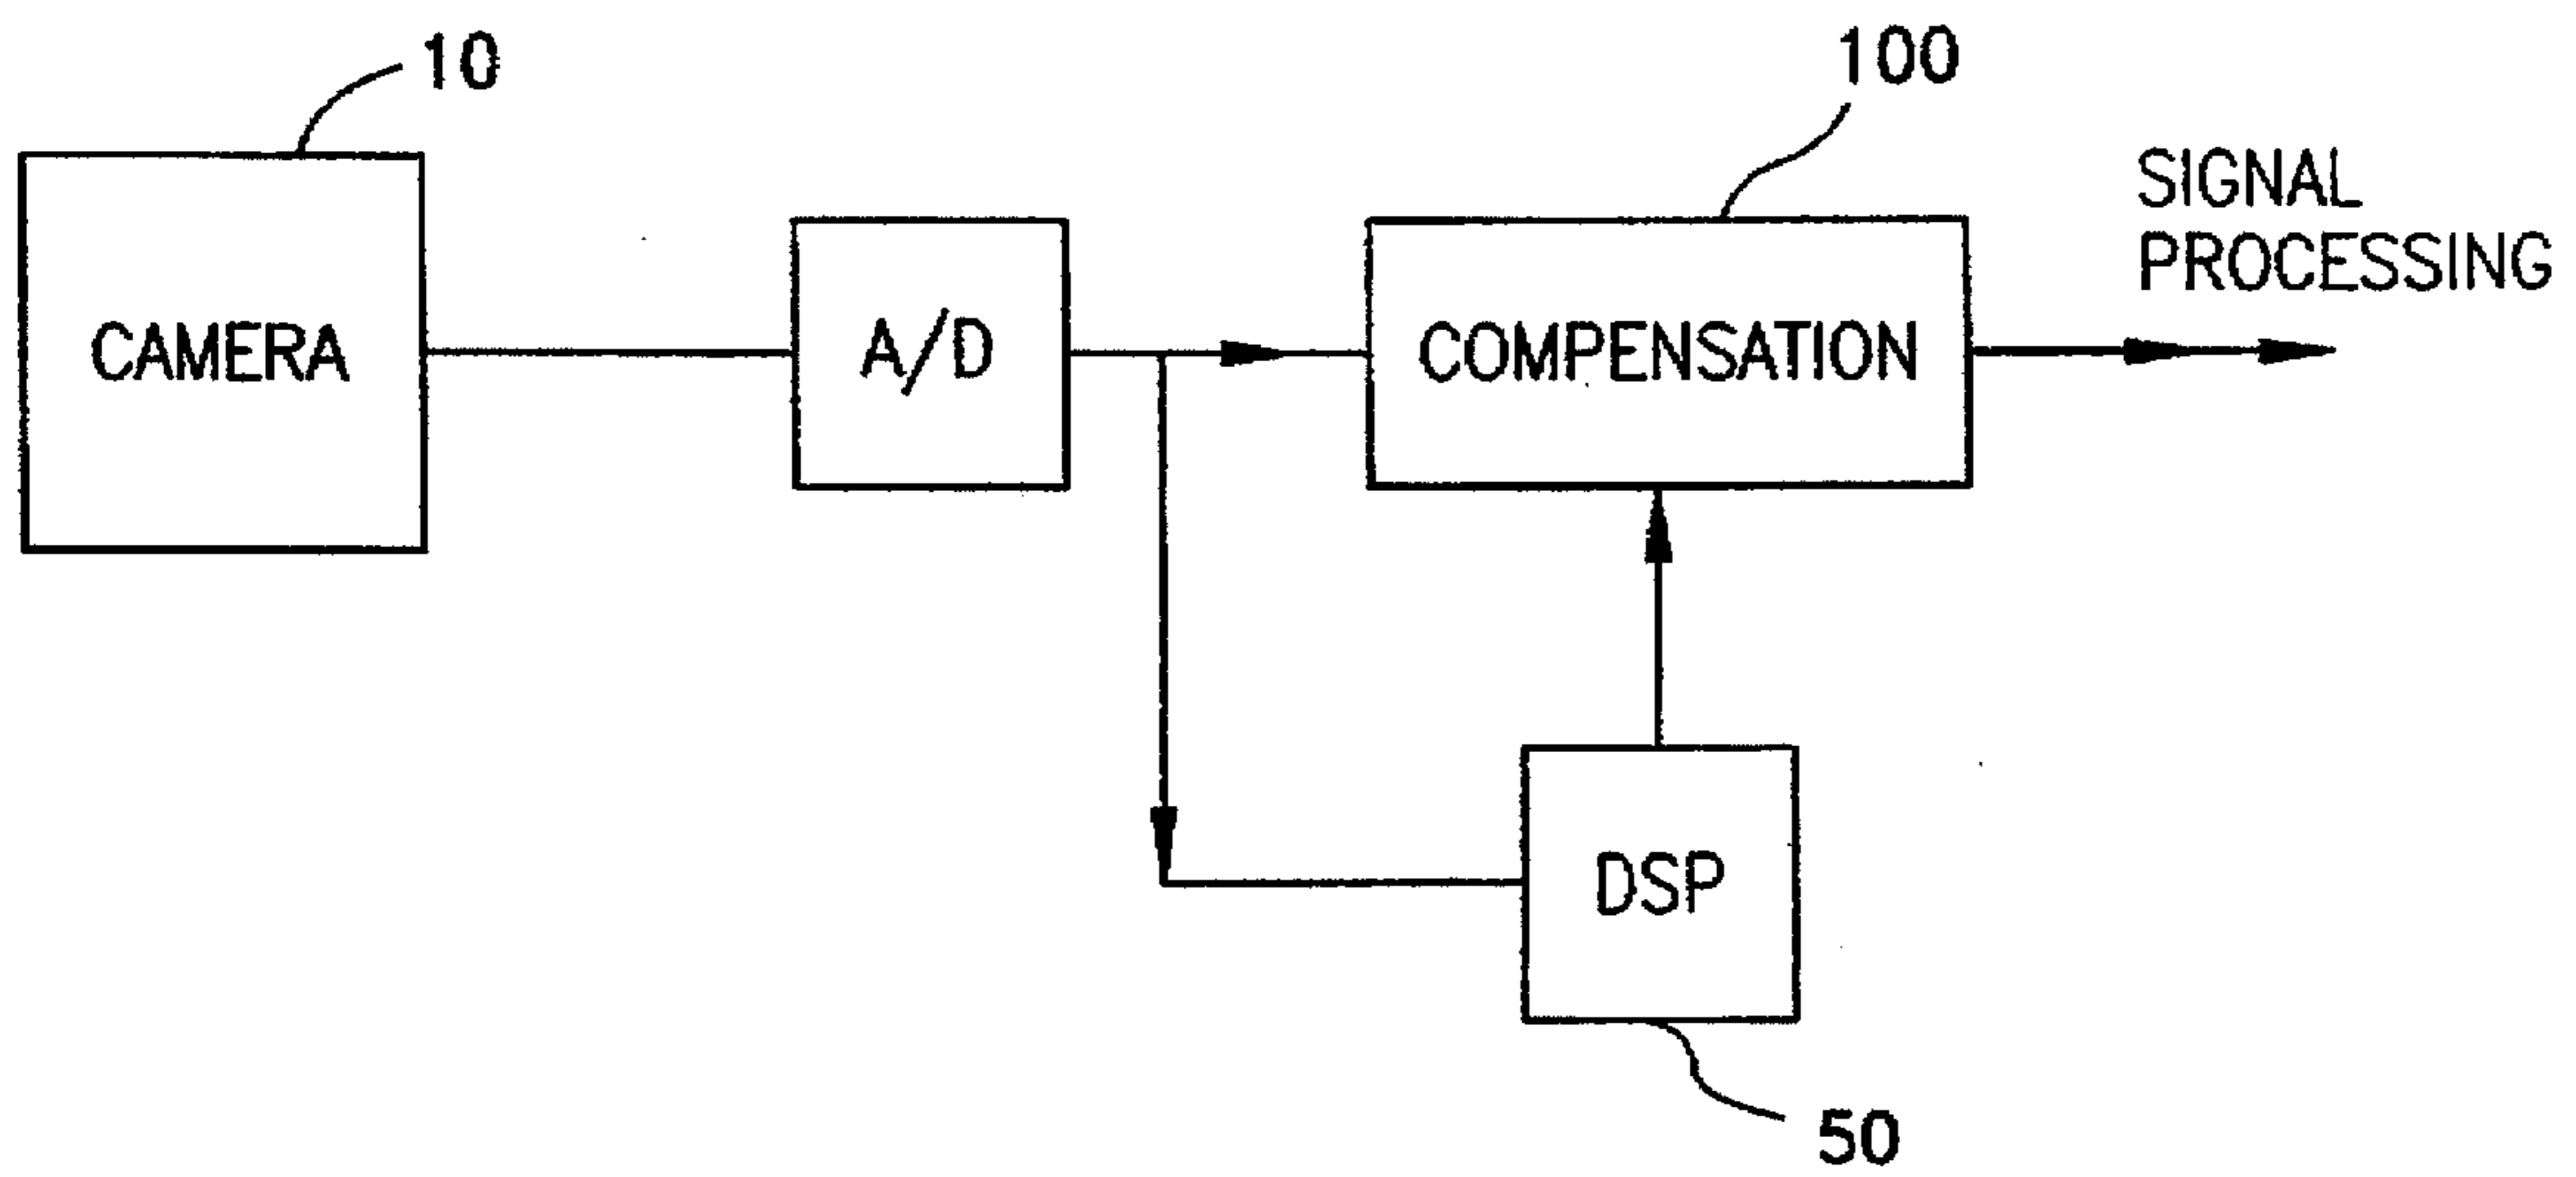 10
100
SIGNAL
PROCESSING
CAMERA
A/D
COMPENSATION
DSP
50